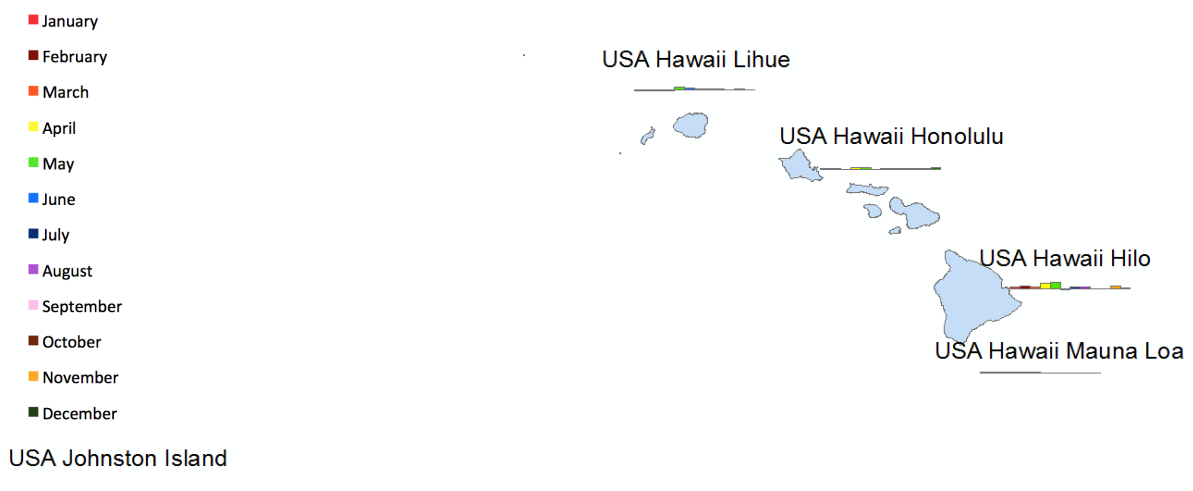 January
February
March
April
May
June
July
August
September
October
November
December
USA Johnston Island
USA Hawaii Lihue
USA Hawaii Honolulu
USA Hawaii Hilo
USA Hawaii Mauna Loa